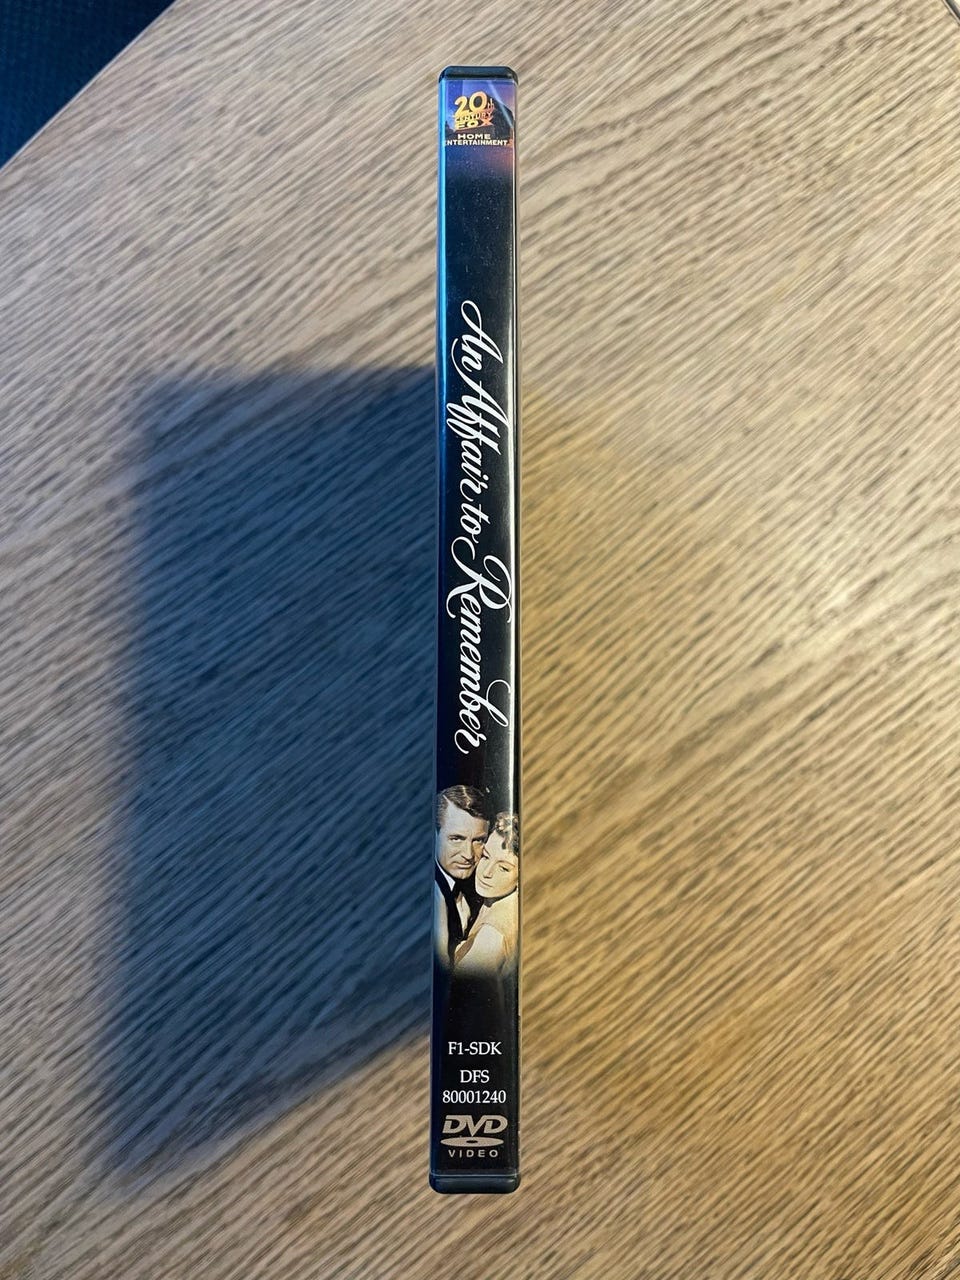 20th
CENTURY
FOX
HOME
ENTERTAINMENT
An Affair to Remember
F1-SDK
DFS
80001240
DVD
VIDEO